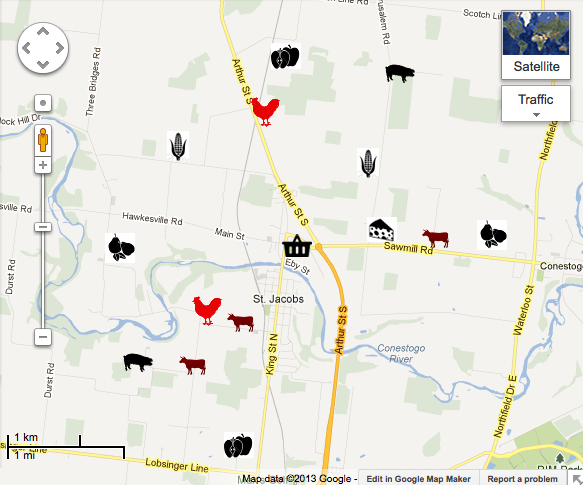 Line Rd
Jerusalem Rd
Scotch Line
Satellite
Traffic
Three Bridges Rd
Arthur St S
Northfield
ock Hill Dr
Arthur St S
sville Rd
Hawkesville Rd
Main St
Sawmill Rd
Eby St
Conestogo
Durst Rd
St. Jacobs
Waterloo St
Arthur St S
King St N
Conestogo
River
Durst Rd
Northfield Dr E
1 km
1 mi
Lobsinger Line
Map data ©2013 Google -
Edit in Google Map Maker
Report a problem